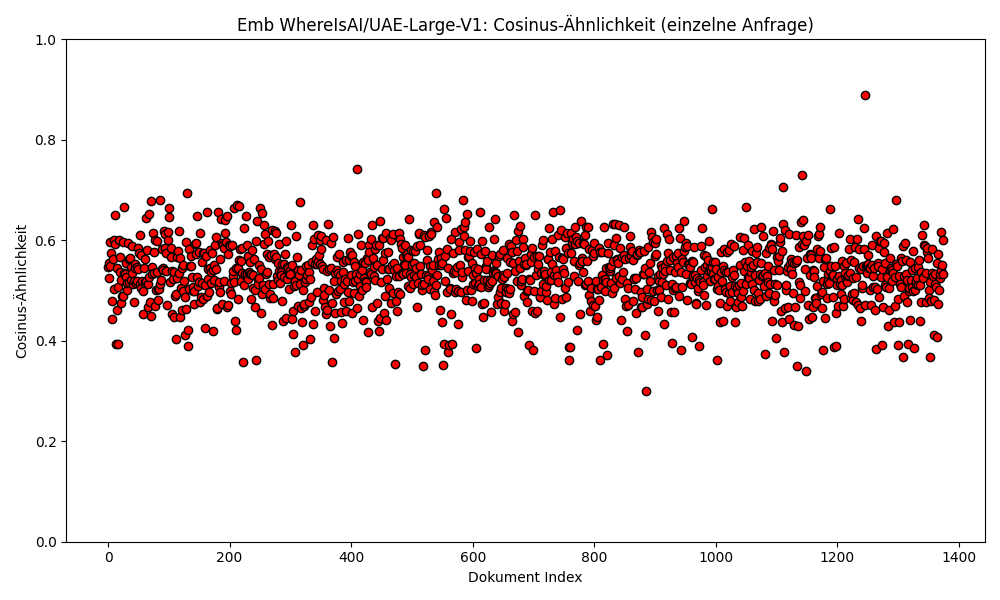 Emb WhereIsAI/UAE-Large-V1: Cosinus-Ähnlichkeit (einzelne Anfrage)
1.0
0.8
0.6
0.4
0.2
0.0
Cosinus-Ähnlichkeit
0 200 400 600 800 1000 1200 1400
Dokument Index